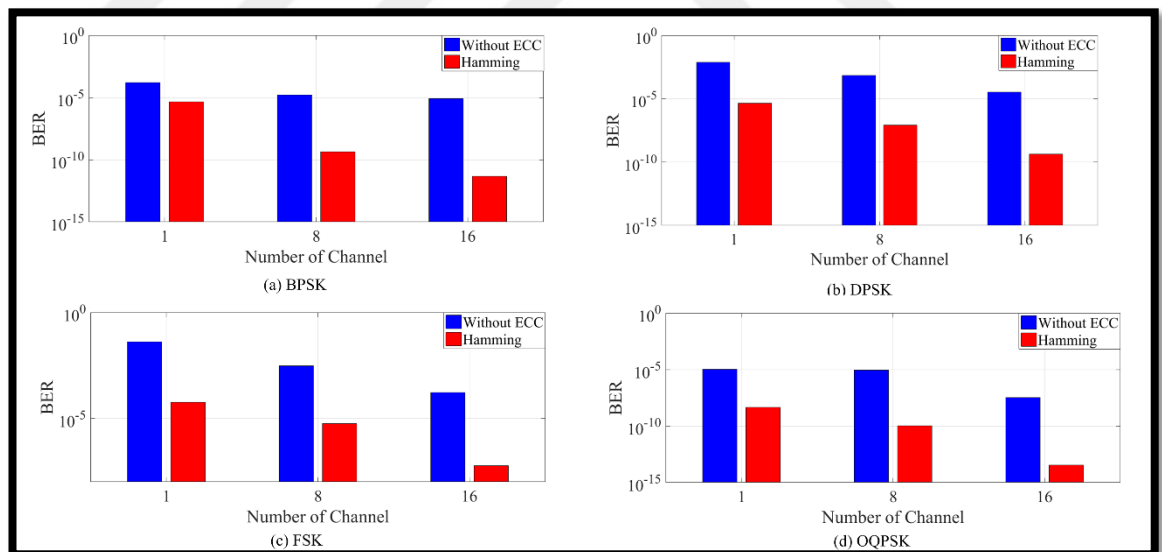 10^0
10^-5
10^-10
10^-15
BER
Without ECC
Hamming
1 8 16
Number of Channel
(a) BPSK
10^0
10^-5
10^-10
10^-15
BER
Without ECC
Hamming
1 8 16
Number of Channel
(b) DPSK
10^0
10^-5
BER
Without ECC
Hamming
1 8 16
Number of Channel
(c) FSK
10^0
10^-5
10^-10
10^-15
BER
Without ECC
Hamming
1 8 16
Number of Channel
(d) OQPSK